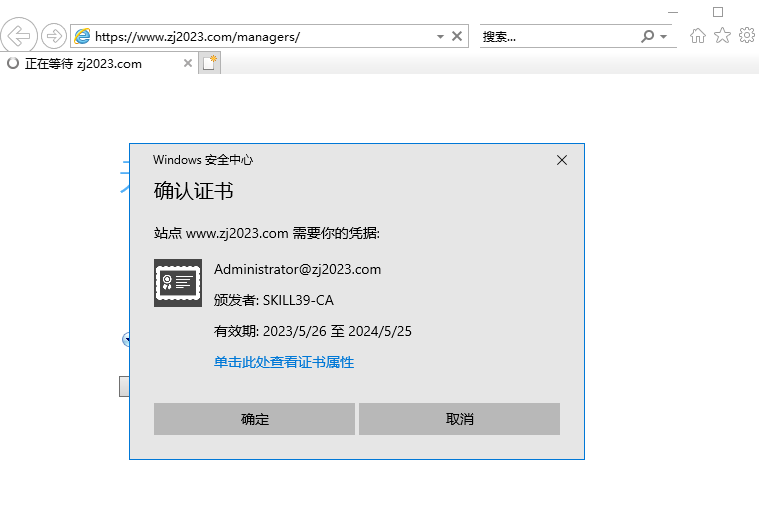 https://www.zj2023.com/managers/
搜索...
正在等待 zj2023.com
Windows 安全中心
确认证书
站点 www.zj2023.com 需要你的凭据:
Administrator@zj2023.com
颁发者: SKILL39-CA
有效期: 2023/5/26 至 2024/5/25
单击此处查看证书属性
确定
取消